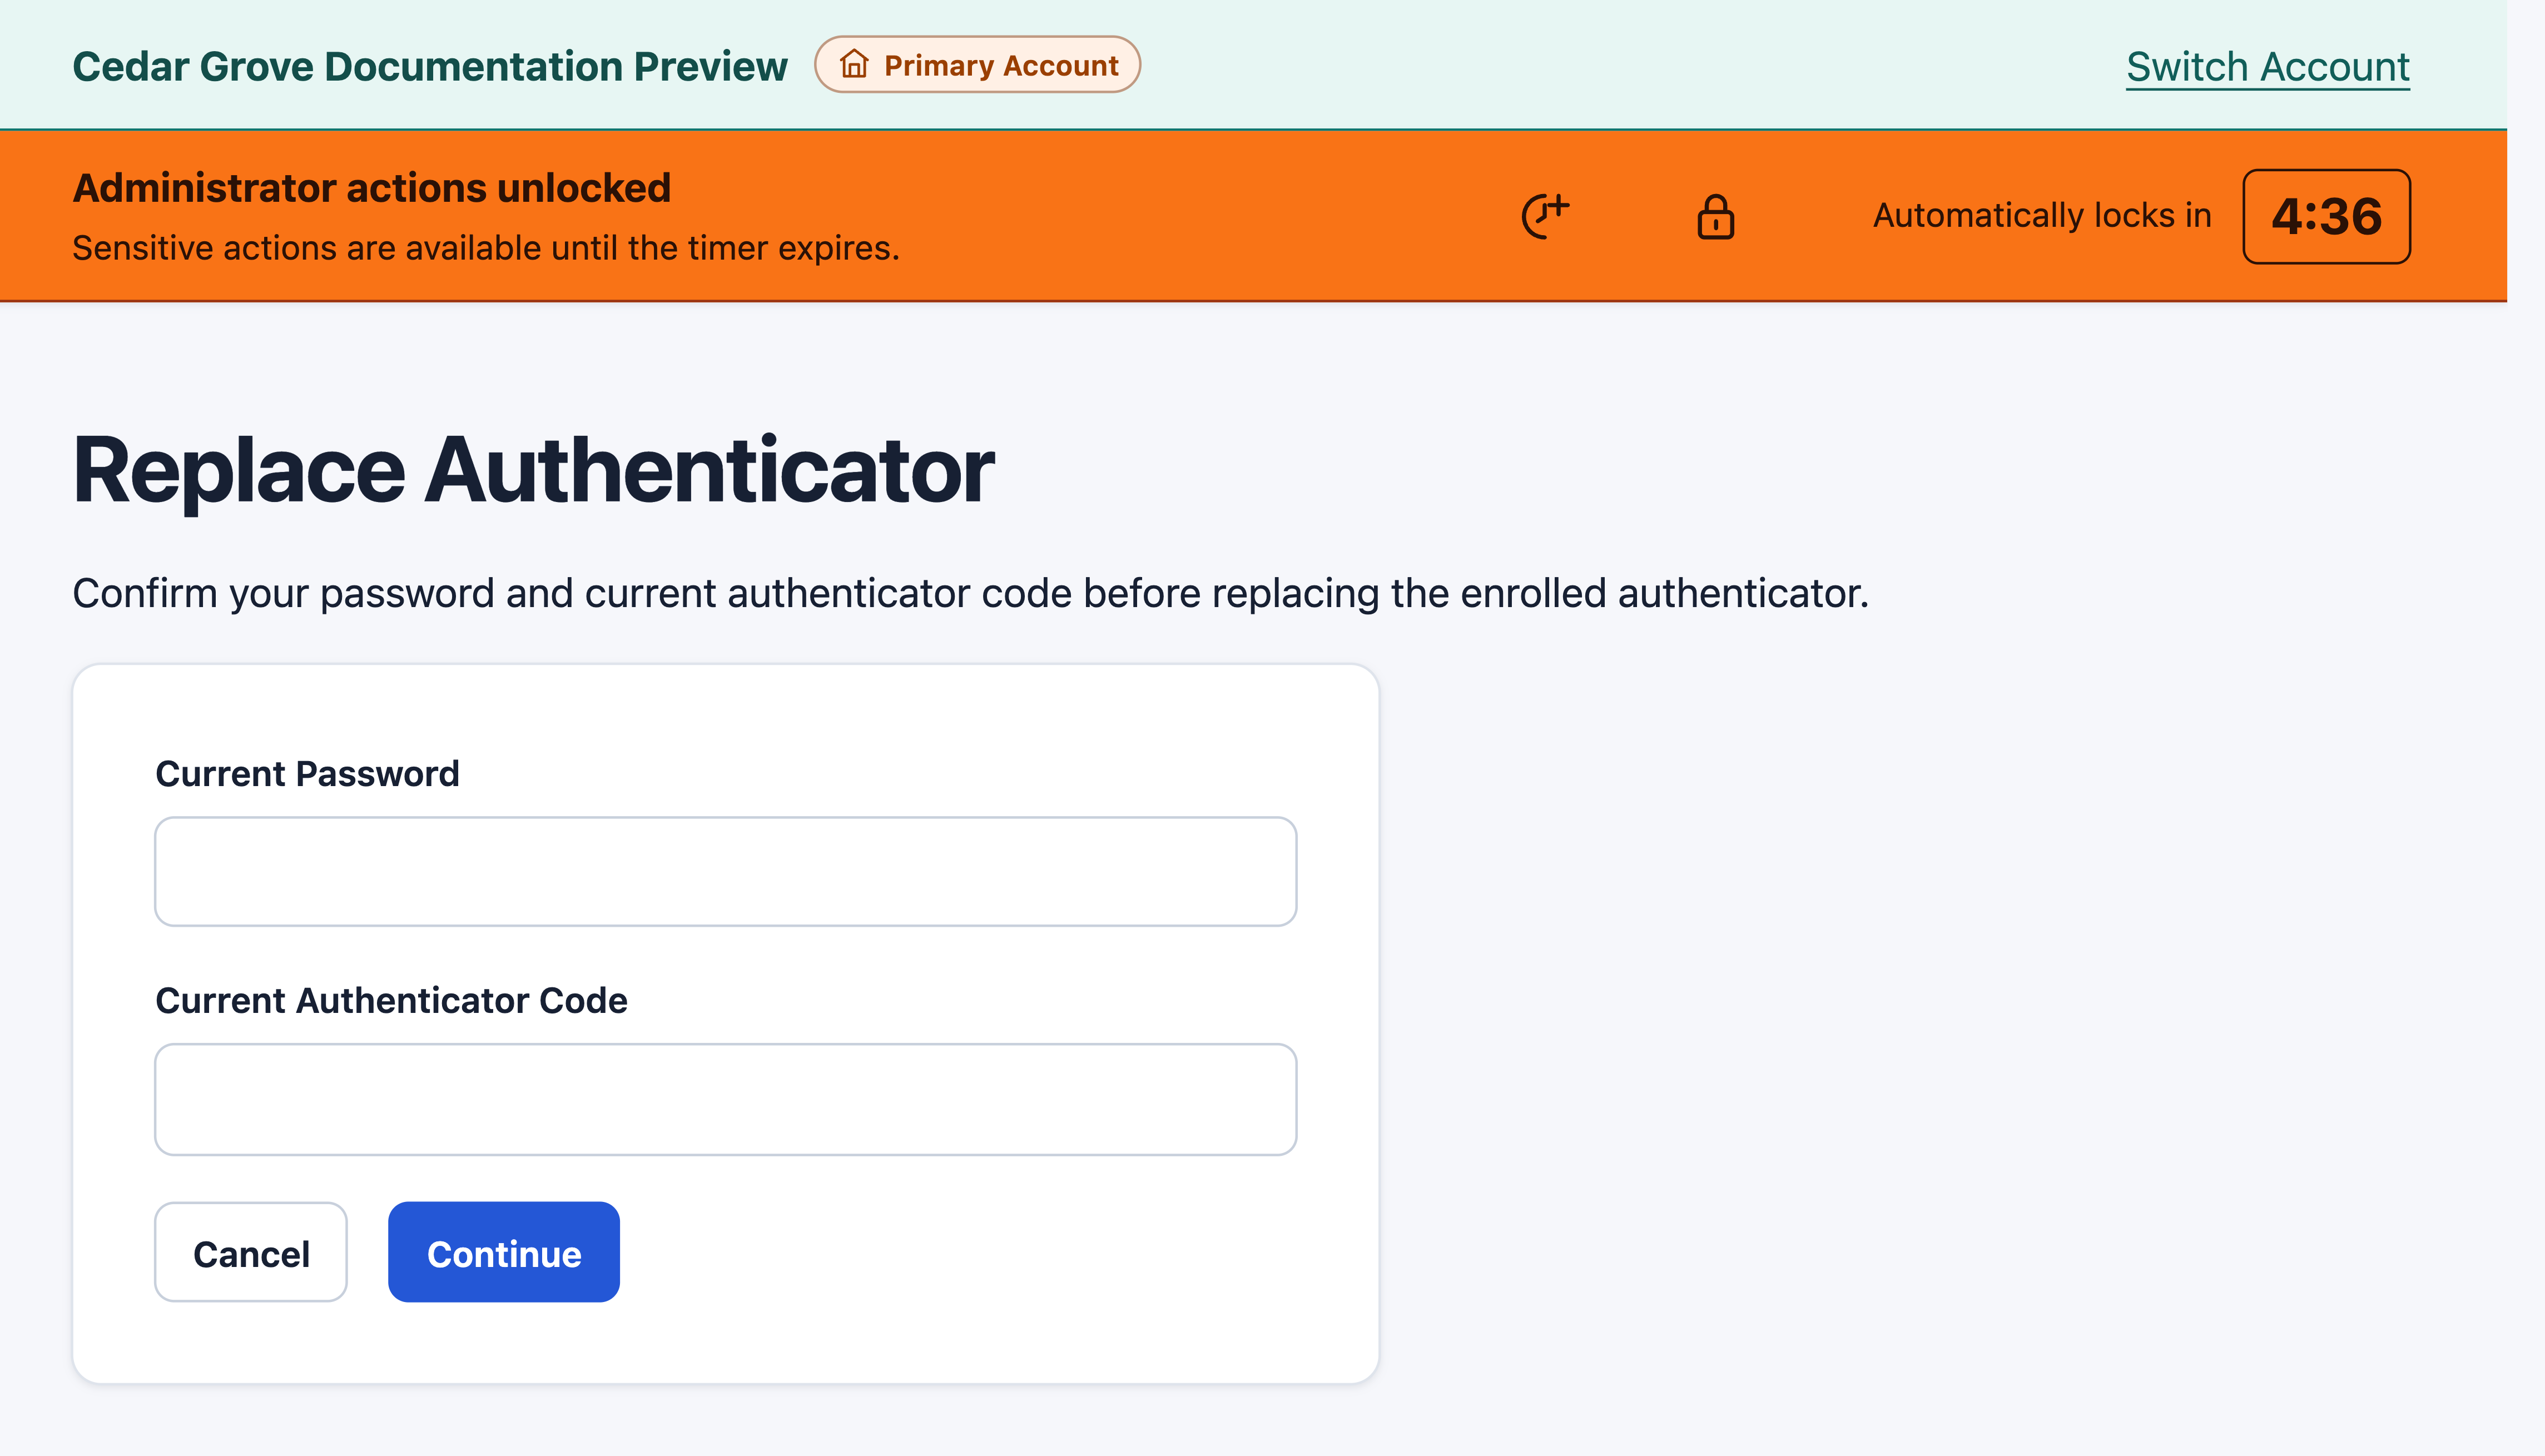 Cedar Grove Documentation Preview
Primary Account
Switch Account
Administrator actions unlocked
Sensitive actions are available until the timer expires.
Automatically locks in
4:36
Replace Authenticator
Confirm your password and current authenticator code before replacing the enrolled authenticator.
Current Password
Current Authenticator Code
Cancel
Continue